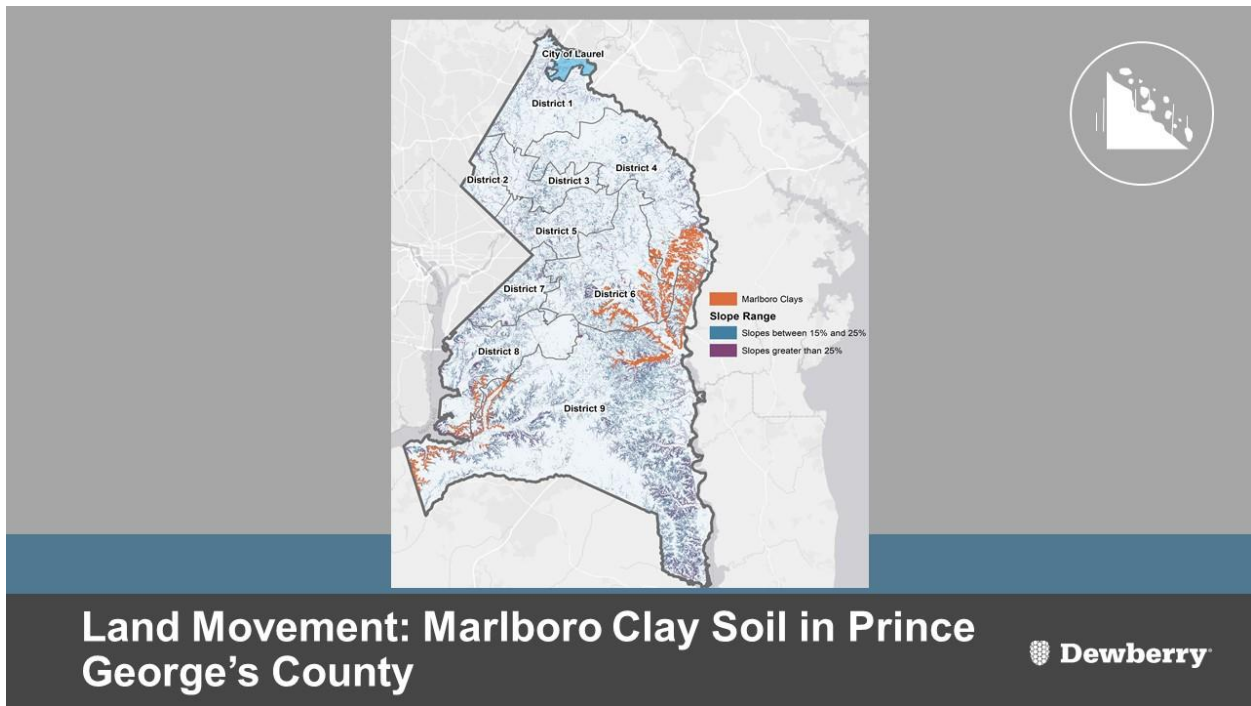 City of Laurel
District 1
District 4
District 2
District 3
District 5
District 7
District 6
Marlboro Clays
Slope Range
Slopes between 15% and 25%
Slopes greater than 25%
District 8
District 9
Land Movement: Marlboro Clay Soil in Prince
George's County
Dewberry